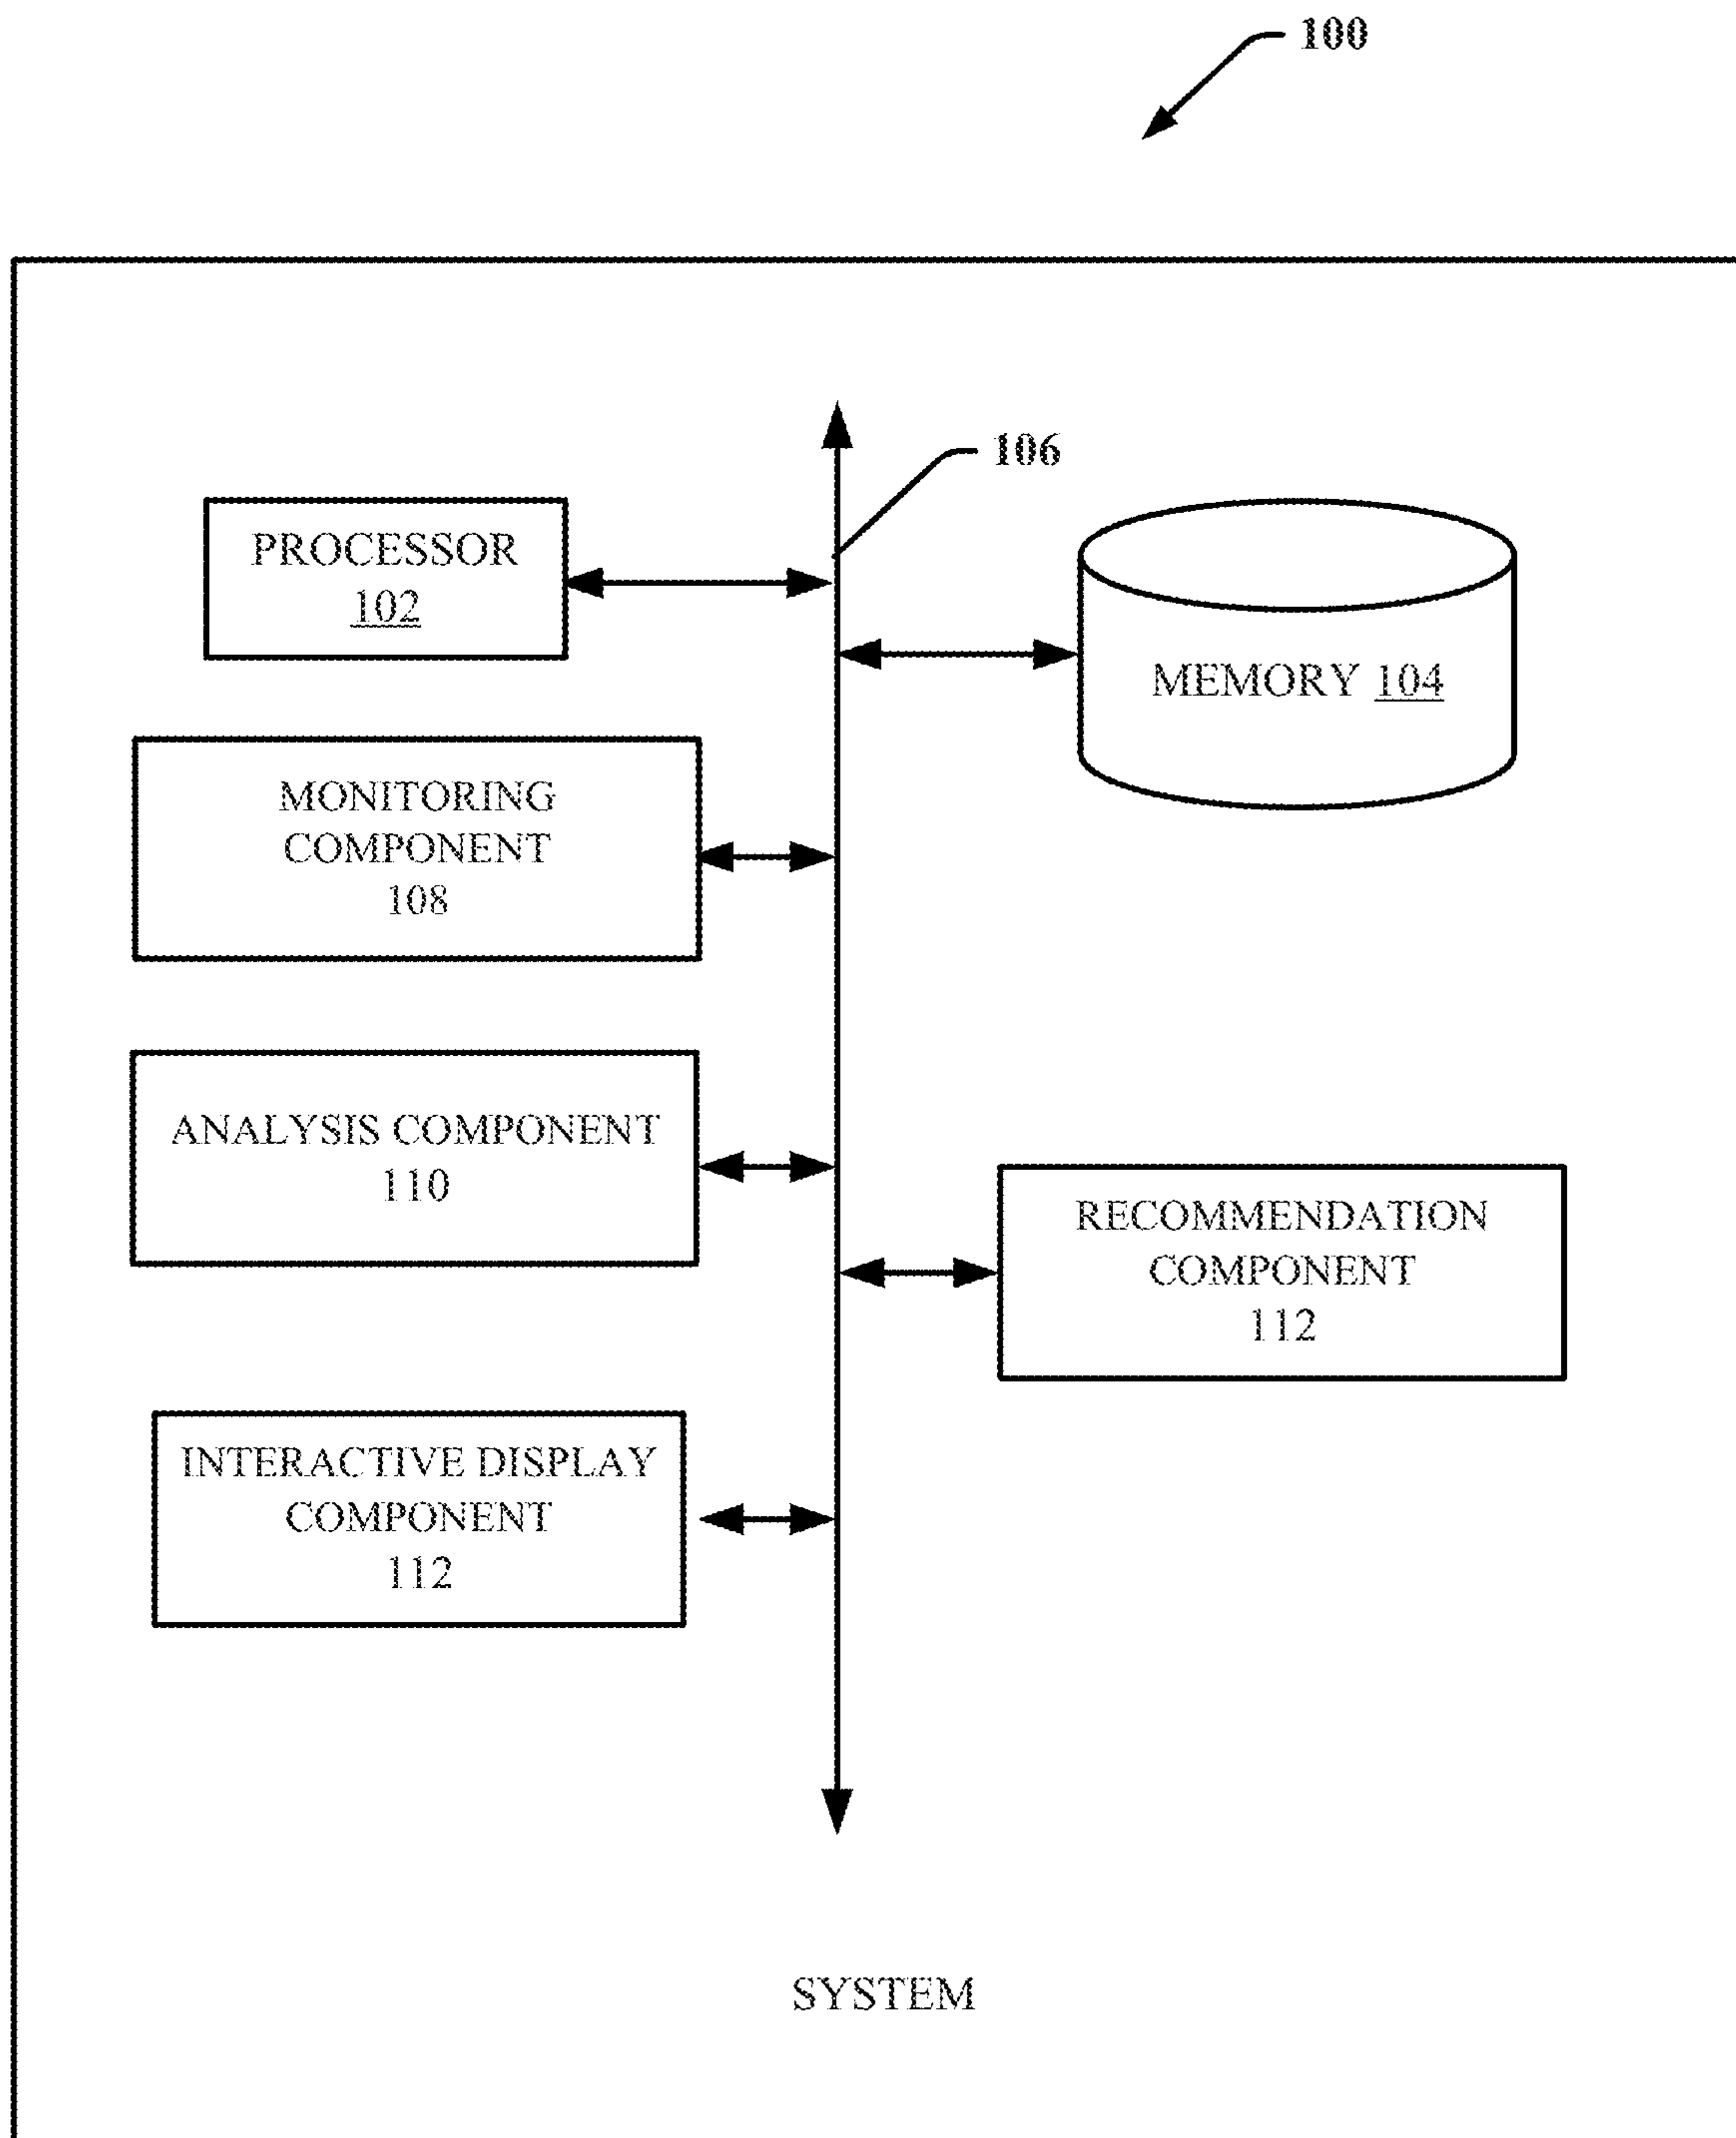 100
106
PROCESSOR
102
MEMORY 104
MONITORING
COMPONENT
108
ANALYSIS COMPONENT
110
RECOMMENDATION
COMPONENT
112
INTERACTIVE DISPLAY
COMPONENT
112
SYSTEM